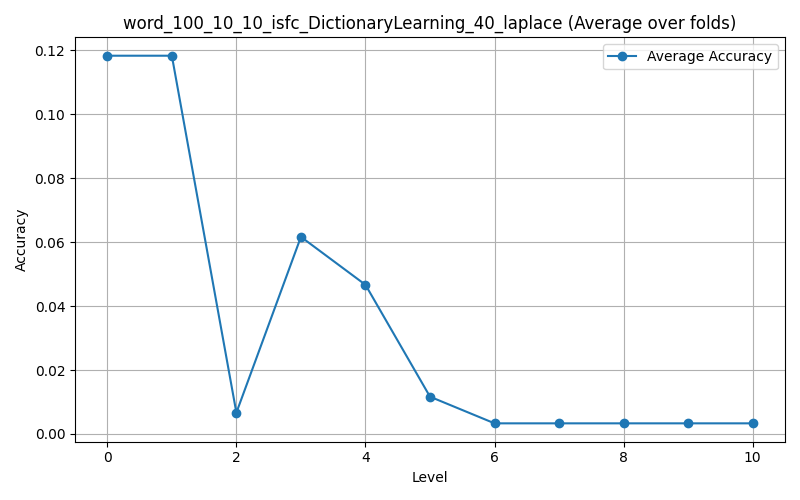 word_100_10_10_isfc_DictionaryLearning_40_laplace (Average over folds)
Average Accuracy
Accuracy
0.12
0.10
0.08
0.06
0.04
0.02
0.00
0 2 4 6 8 10
Level